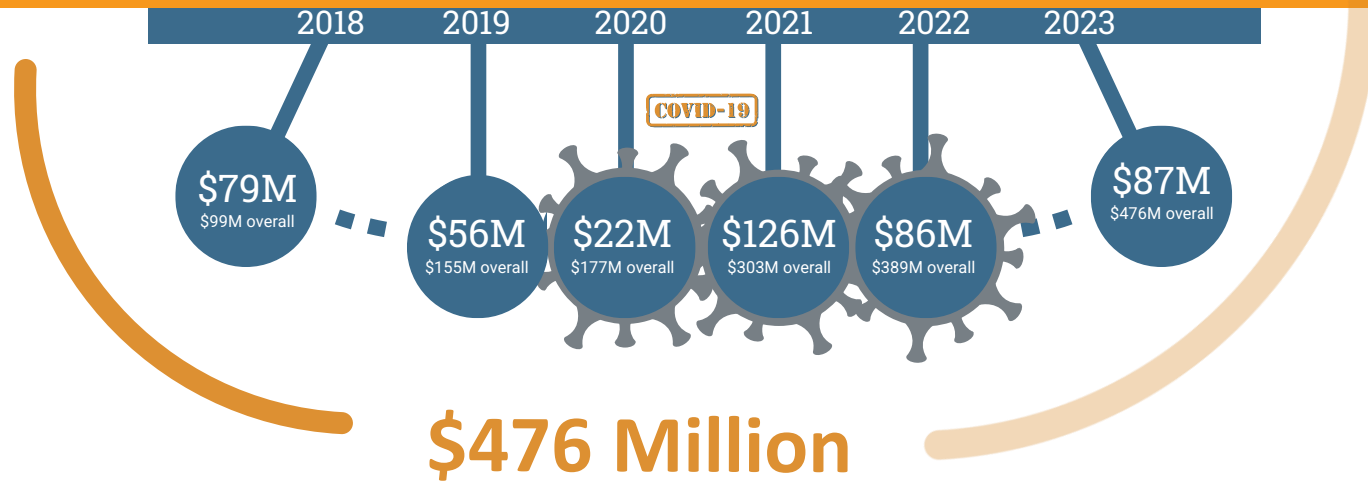 2018 2019 2020 2021 2022 2023
COVID-19
$79M
$99M overall
$56M
$155M overall
$22M
$177M overall
$126M
$303M overall
$86M
$389M overall
$87M
$476M overall
$476 Million